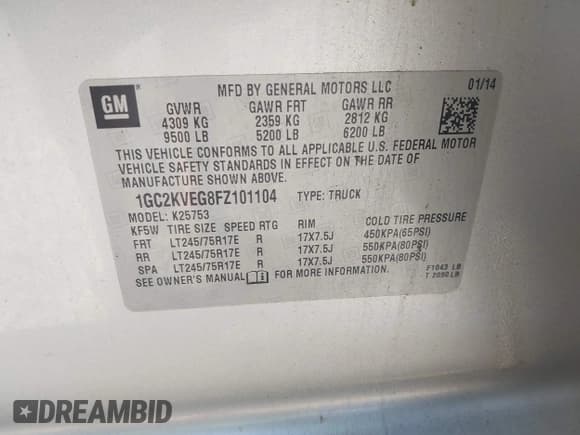 GM
MFD BY GENERAL MOTORS LLC 01/14
GVWR GAWR FRT GAWR RR
4309 KG 2359 KG 2812 KG
9500 LB 5200 LB 6200 LB
THIS VEHICLE CONFORMS TO ALL APPLICABLE U.S. FEDERAL MOTOR
VEHICLE SAFETY STANDARDS IN EFFECT ON THE DATE OF
MANUFACTURE SHOWN ABOVE.
1GC2KVEG8FZ101104 TYPE: TRUCK
MODEL: K25753
KF5W TIRE SIZE SPEED RTG RIM COLD TIRE PRESSURE
FRT LT245/75R17E R 17X7.5J 450KPA(65PSI)
RR LT245/75R17E R 17X7.5J 550KPA(80PSI)
SPA LT245/75R17E R 17X7.5J 550KPA(80PSI)
SEE OWNER'S MANUAL FOR MORE INFORMATION. F1043 LB
T 2090 LB
DREAMBID